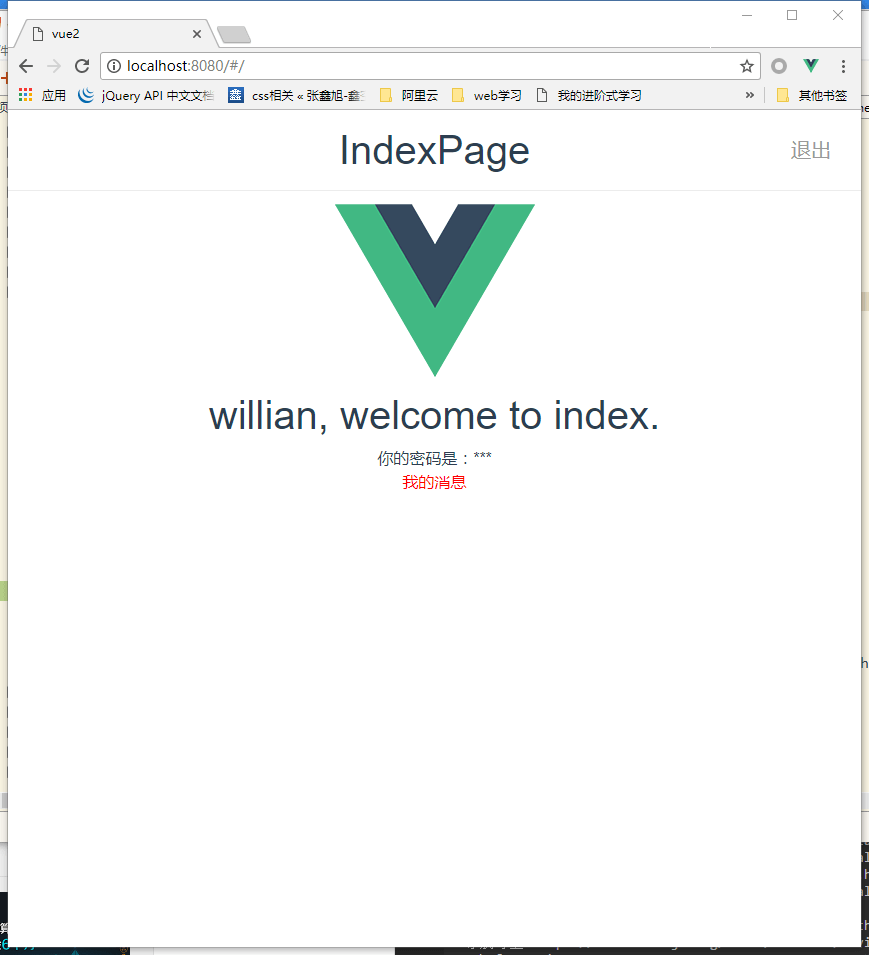 vue2
localhost:8080/#/
应用 jQuery API 中文文档 css相关 « 张鑫旭-鑫 阿里云 web学习 我的进阶式学习 » 其他书签
IndexPage 退出
willian, welcome to index.
你的密码是：***
我的消息